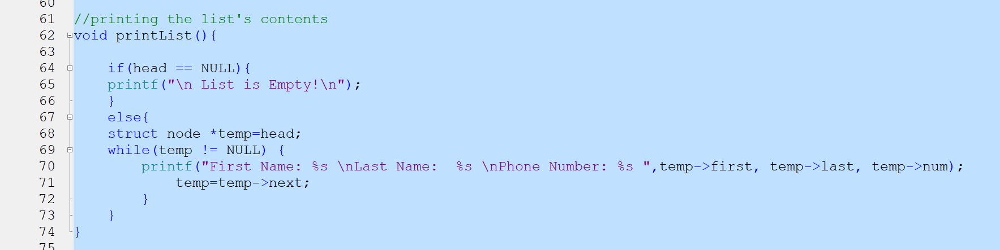 60
61 //printing the list's contents
62 void printList(){
63
64     if(head == NULL){
65     printf("\n List is Empty!\n");
66     }
67     else{
68     struct node *temp=head;
69     while(temp != NULL) {
70         printf("First Name: %s \nLast Name:  %s \nPhone Number: %s ",temp->first, temp->last, temp->num);
71             temp=temp->next;
72         }
73     }
74 }
75